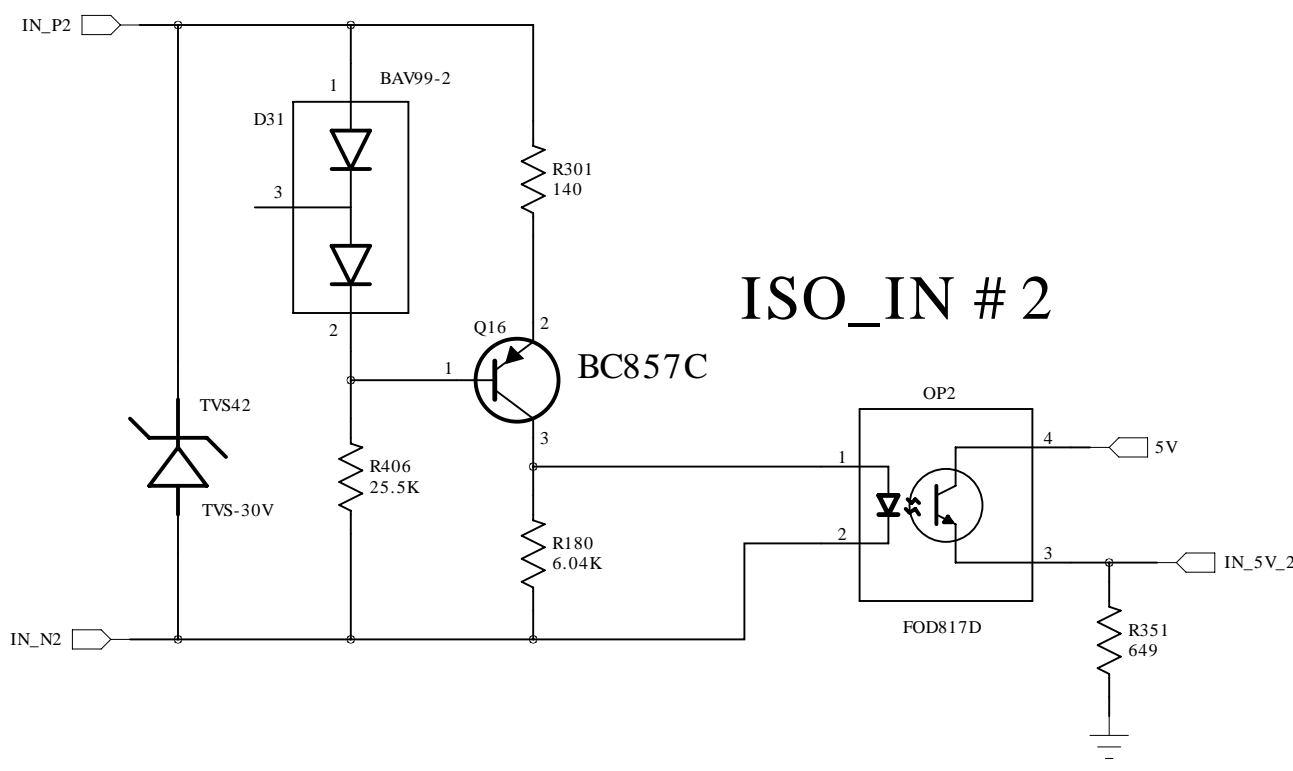 IN_P2
BAV99-2
1
D31
3
2
R301
140
ISO_IN # 2
Q16
2
1
BC857C
3
TVS42
TVS-30V
R406
25.5K
R180
6.04K
OP2
1
4
5V
2
3
IN_5V_2
FOD817D
R351
649
IN_N2